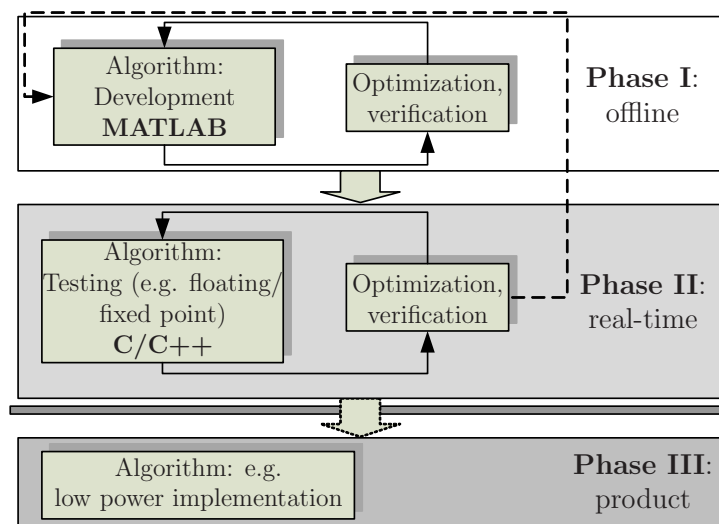 Algorithm:
Development
MATLAB
Optimization,
verification
Phase I:
offline
Algorithm:
Testing (e.g. floating/
fixed point)
C/C++
Optimization,
verification
Phase II:
real-time
Algorithm: e.g.
low power implementation
Phase III:
product